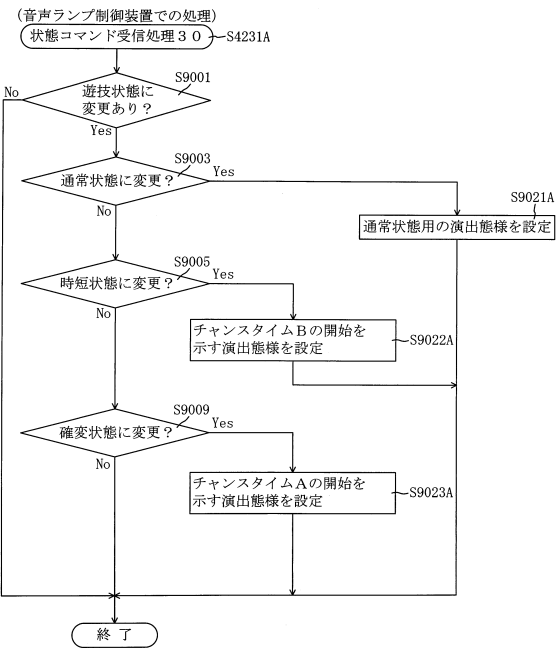 (音声ランプ制御装置での処理)
状態コマンド受信処理30
S4231A
S9001
遊技状態に
変更あり?
No
Yes
S9003
通常状態に変更?
Yes
No
S9021A
通常状態用の演出態様を設定
S9005
時短状態に変更?
Yes
No
チャンスタイムBの開始を
示す演出態様を設定
S9022A
S9009
確変状態に変更?
Yes
No
チャンスタイムAの開始を
示す演出態様を設定
S9023A
終了